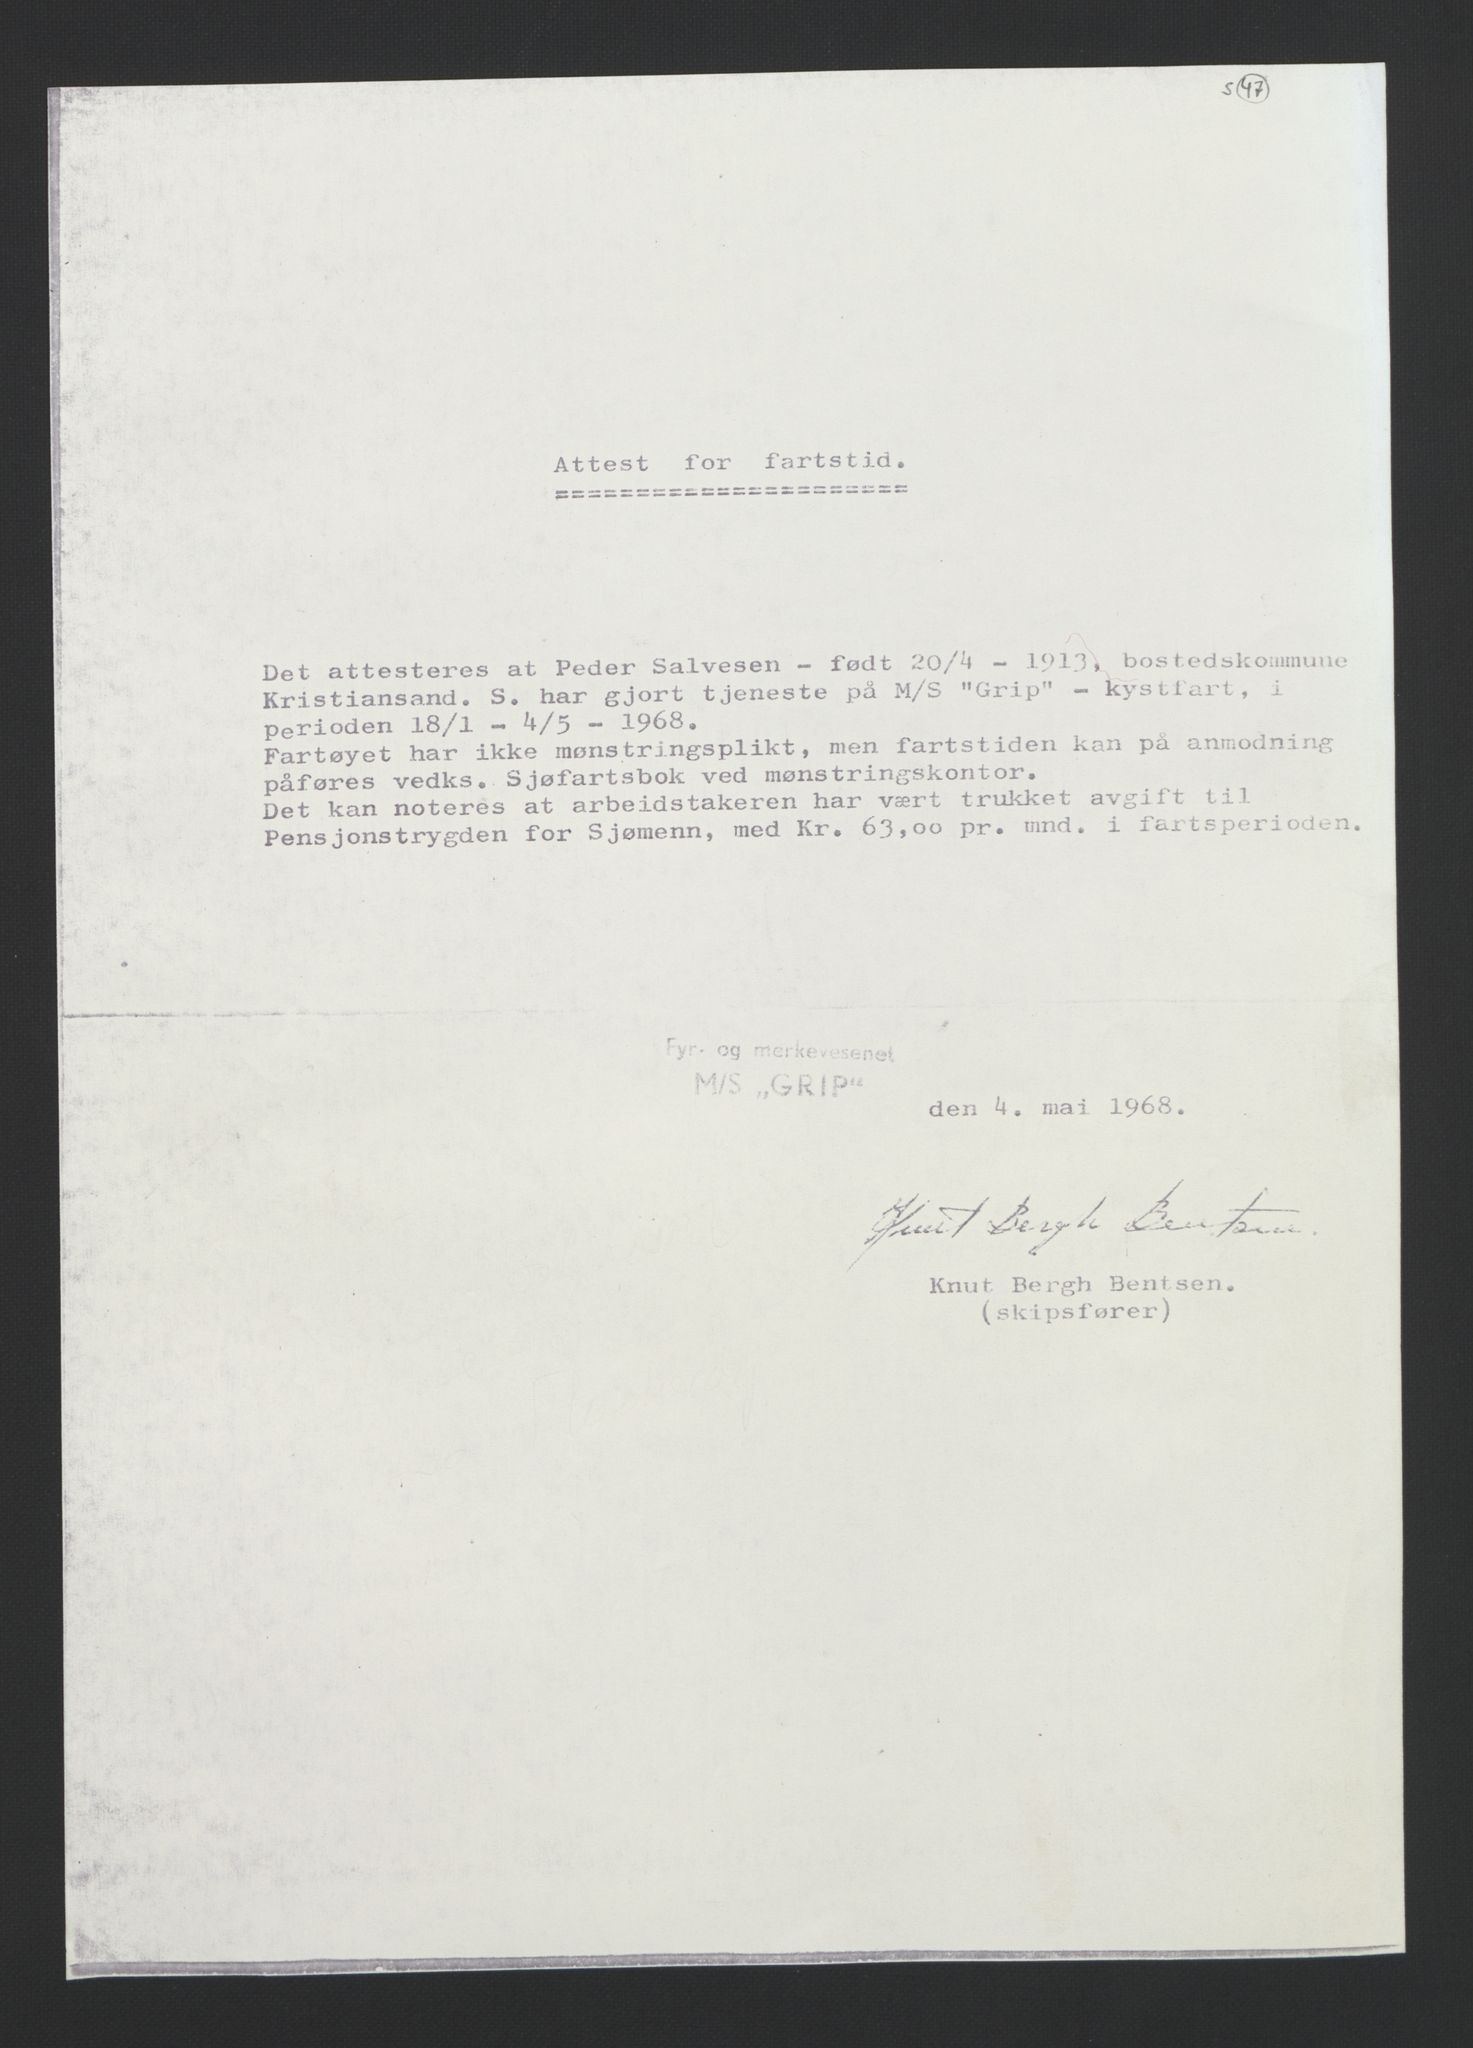 S 47
Attest for fartstid.
======================
Det attesteres at Peder Salvesen - født 20/4 - 1913, bostedskommune
Kristiansand. S. har gjort tjeneste på M/S "Grip" - kystfart, i
perioden 18/1 - 4/5 - 1968.
Fartøyet har ikke mønstringsplikt, men fartstiden kan på anmodning
påføres vedks. Sjøfartsbok ved mønstringskontor.
Det kan noteres at arbeidstakeren har vært trukket avgift til
Pensjonstrygden for Sjømenn, med Kr. 63,oo pr. mnd. i fartsperioden.
Fyr- og merkevesenet
M/S „GRIP“
den 4. mai 1968.
Knut Bergh Bentsen.
Knut Bergh Bentsen.
(skipsfører)